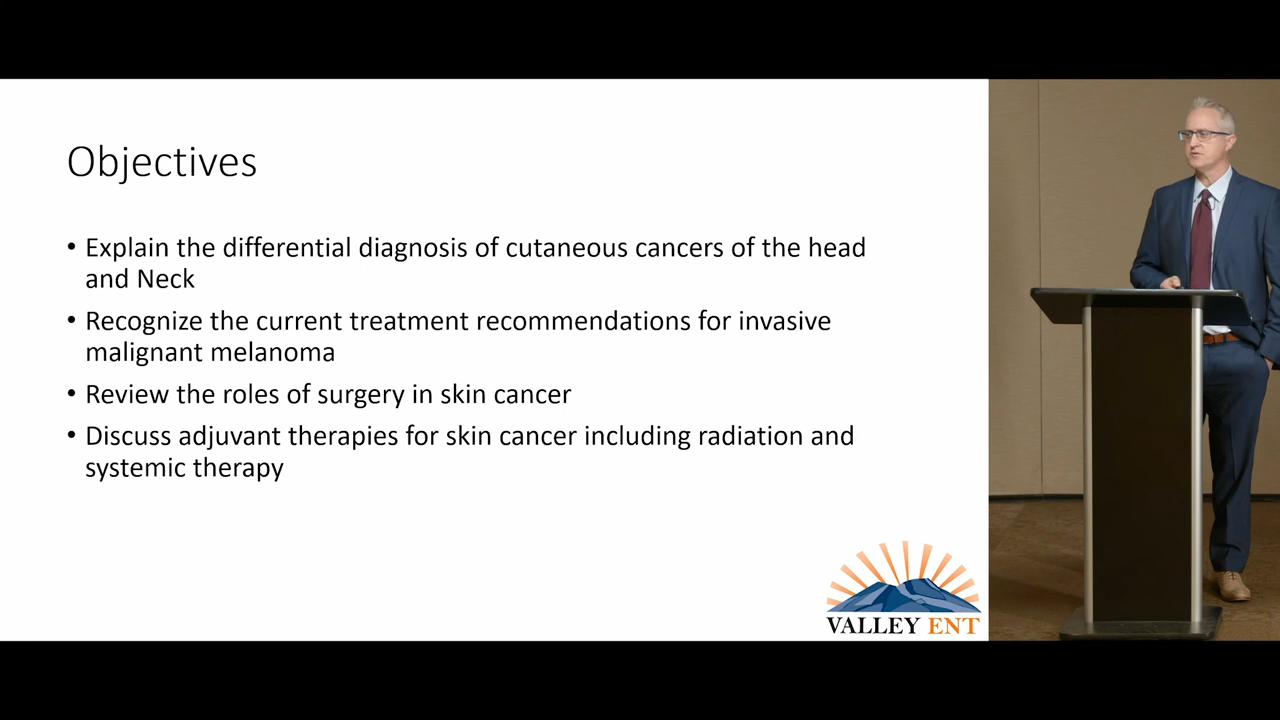 Objectives
• Explain the differential diagnosis of cutaneous cancers of the head
and Neck
• Recognize the current treatment recommendations for invasive
malignant melanoma
• Review the roles of surgery in skin cancer
• Discuss adjuvant therapies for skin cancer including radiation and
systemic therapy
VALLEY ENT